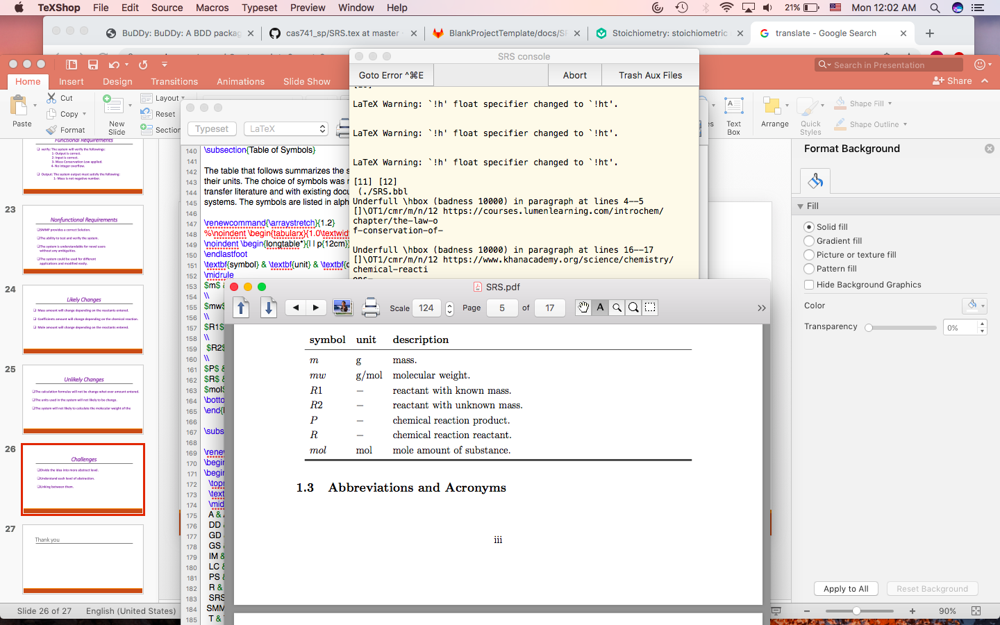 TeXShop File Edit Source Macros Typeset Preview Window Help 21% Mon 12:02 AM
BuDDy: BuDDy: A BDD packag
cas741_sp/SRS.tex at master
BlankProjectTemplate/docs/SR
Stoichiometry: stoichiometric
translate - Google Search
SRS console
Search in Presentation
Goto Error ^⌘E Abort Trash Aux Files
Home Insert Design Transitions Animations Slide Show
Share
Cut
Copy
Format
Paste
New
Slide
Layout
Reset
Section
Text
Box
Arrange
Quick
Styles
Shape Fill
Shape Outline
LaTeX Warning: `!h' float specifier changed to `!ht'.
LaTeX Warning: `!h' float specifier changed to `!ht'.
LaTeX Warning: `!h' float specifier changed to `!ht'.
[11] [12]
(./SRS.bbl
Underfull \hbox (badness 10000) in paragraph at lines 4--5
[]\OT1/cmr/m/n/12 https://courses.lumenlearning.com/introchem/
chapter/the-law-o
f-conservation-of-
Underfull \hbox (badness 10000) in paragraph at lines 16--17
[]\OT1/cmr/m/n/12 https://www.khanacademy.org/science/chemistry/
chemical-reacti
Typeset LaTeX
140 \subsection{Table of Symbols}
141
142 The table that follows summarizes the s
143 their units. The choice of symbols was m
144 transfer literature and with existing docu
145 systems. The symbols are listed in alph
146
147 \renewcommand{\arraystretch}{1.2}
148 %\noindent \begin{tabularx}{1.0\textwid
149 \noindent \begin{longtable*}{l l p{12cm}}
150 \endlastfoot
151 \textbf{symbol} & \textbf{unit} & \textbf{d
152 \midrule
153 $m$ &
154 \\
155 $mw$
156 \\
157 $R1$
158 \\
159 $R2$
160 \\
161 $P$ &
162 $R$ &
163 $mol$
164 \botto
165 \end{l
166
167 \subs
168
169 \renew
170 \begin
171 \begin
172 \topr
173 \text
174 \mid
175 A &
176 DD
177 GD
178 GS
179 IM &
180 LC
181 PS
182 R &
183 SRS
184 SMM
185 T &
Functional Requirements
verify: The system will verify the followings:
1- Output is correct.
2- Input is correct.
3- Mass Conservation Low applied.
4- No integer overflow.
Output: The system output must satisfy the following:
1- Mass is not negative number.
23
Nonfunctional Requirements
SMMP provides a correct Solution.
The ability to test and verify the system.
The system is understandable for novel users
without any ambiguities.
The system could be used for different
applications and modified easily.
24
Likely Changes
Mass amount will change depending on the reactants entered.
Coefficients amount will change depending on the chemical reaction.
Mole amount will change depending on the reactants entered.
25
Unlikely Changes
The calculation formulas will not be change what ever amount entered.
The units used in the system will not likely to be change.
The system will not likely to calculate the molecular weight of the
26
Challenges
Divide the idea into more abstract level.
Understand each level of abstraction.
Linking between them.
27
Thank you
SRS.pdf
Scale 124 Page 5 of 17
symbol unit description
m g mass.
mw g/mol molecular weight.
R1 − reactant with known mass.
R2 − reactant with unknown mass.
P − chemical reaction product.
R − chemical reaction reactant.
mol mol mole amount of substance.
1.3 Abbreviations and Acronyms
iii
Format Background
Fill
Solid fill
Gradient fill
Picture or texture fill
Pattern fill
Hide Background Graphics
Color
Transparency 0%
Apply to All Reset Background
Slide 26 of 27 English (United States) 90%